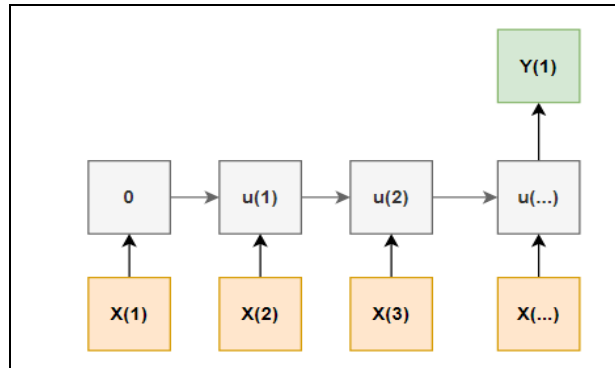 Y(1)
0 u(1) u(2) u(...)
X(1) X(2) X(3) X(...)